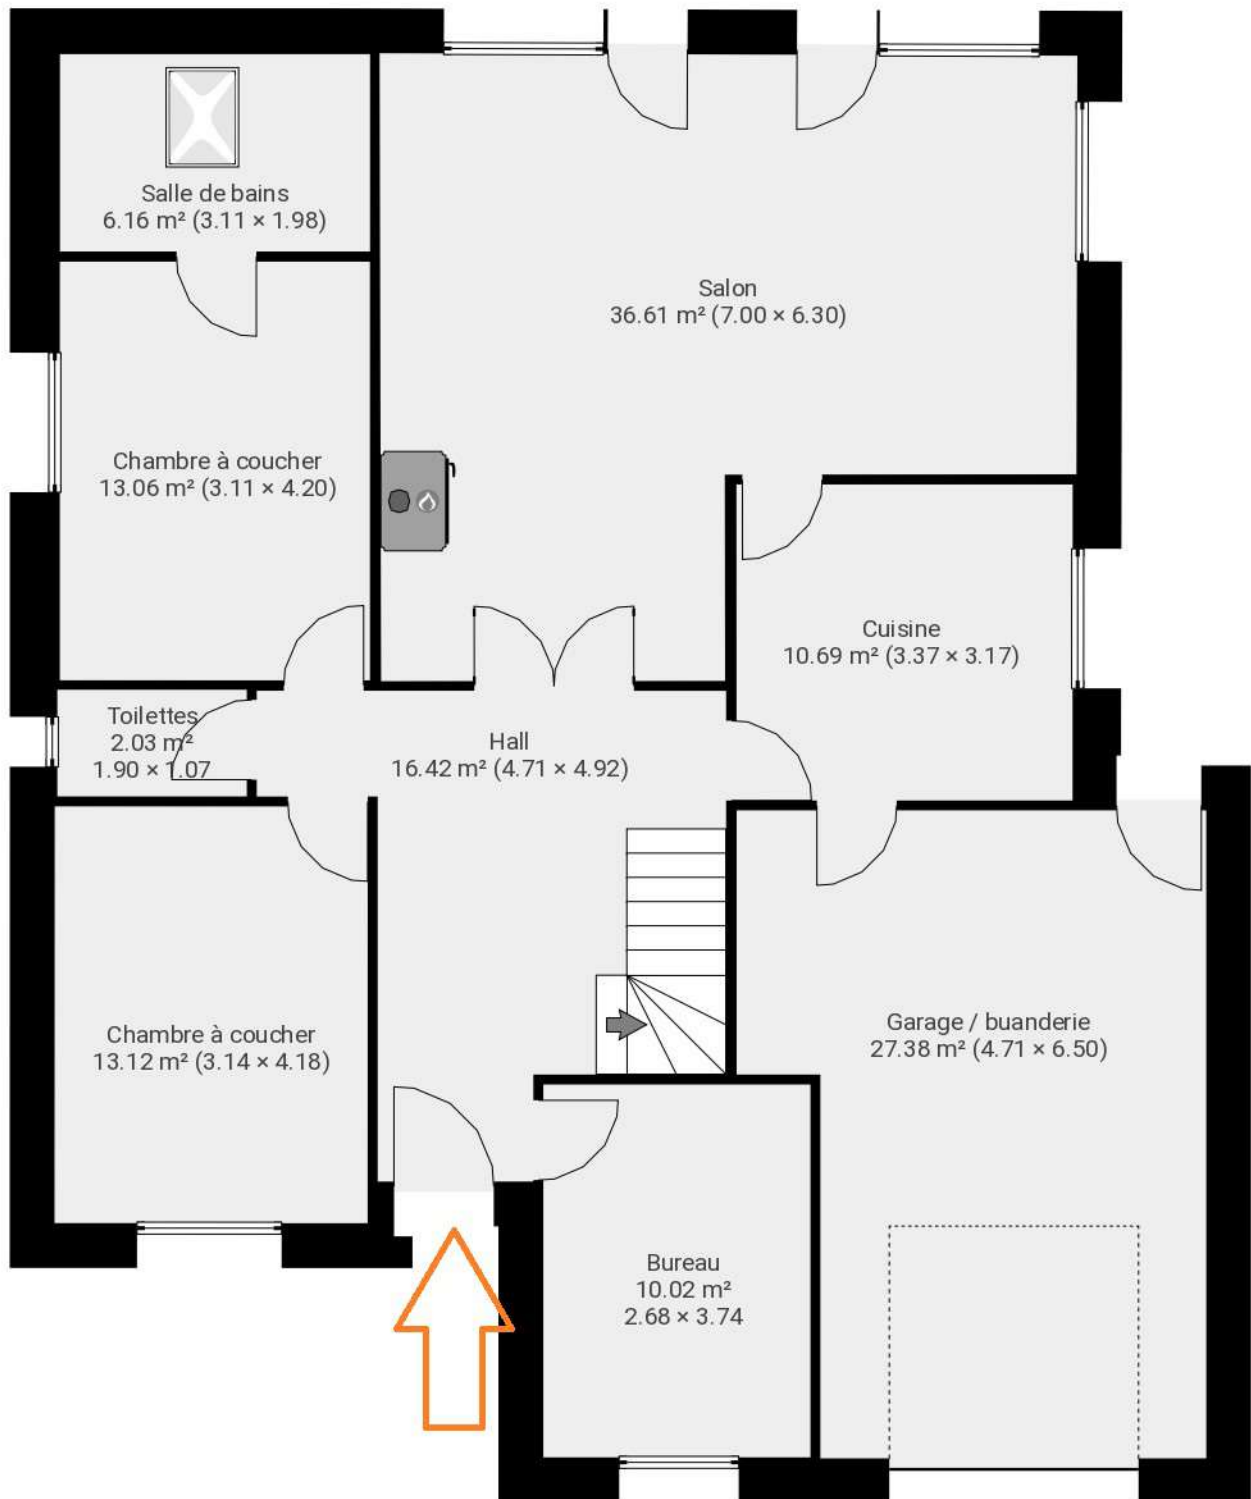 Salle de bains
6.16 m² (3.11 × 1.98)
Salon
36.61 m² (7.00 × 6.30)
Chambre à coucher
13.06 m² (3.11 × 4.20)
Cuisine
10.69 m² (3.37 × 3.17)
Toilettes
2.03 m²
1.90 × 1.07
Hall
16.42 m² (4.71 × 4.92)
Chambre à coucher
13.12 m² (3.14 × 4.18)
Garage / buanderie
27.38 m² (4.71 × 6.50)
Bureau
10.02 m²
2.68 × 3.74